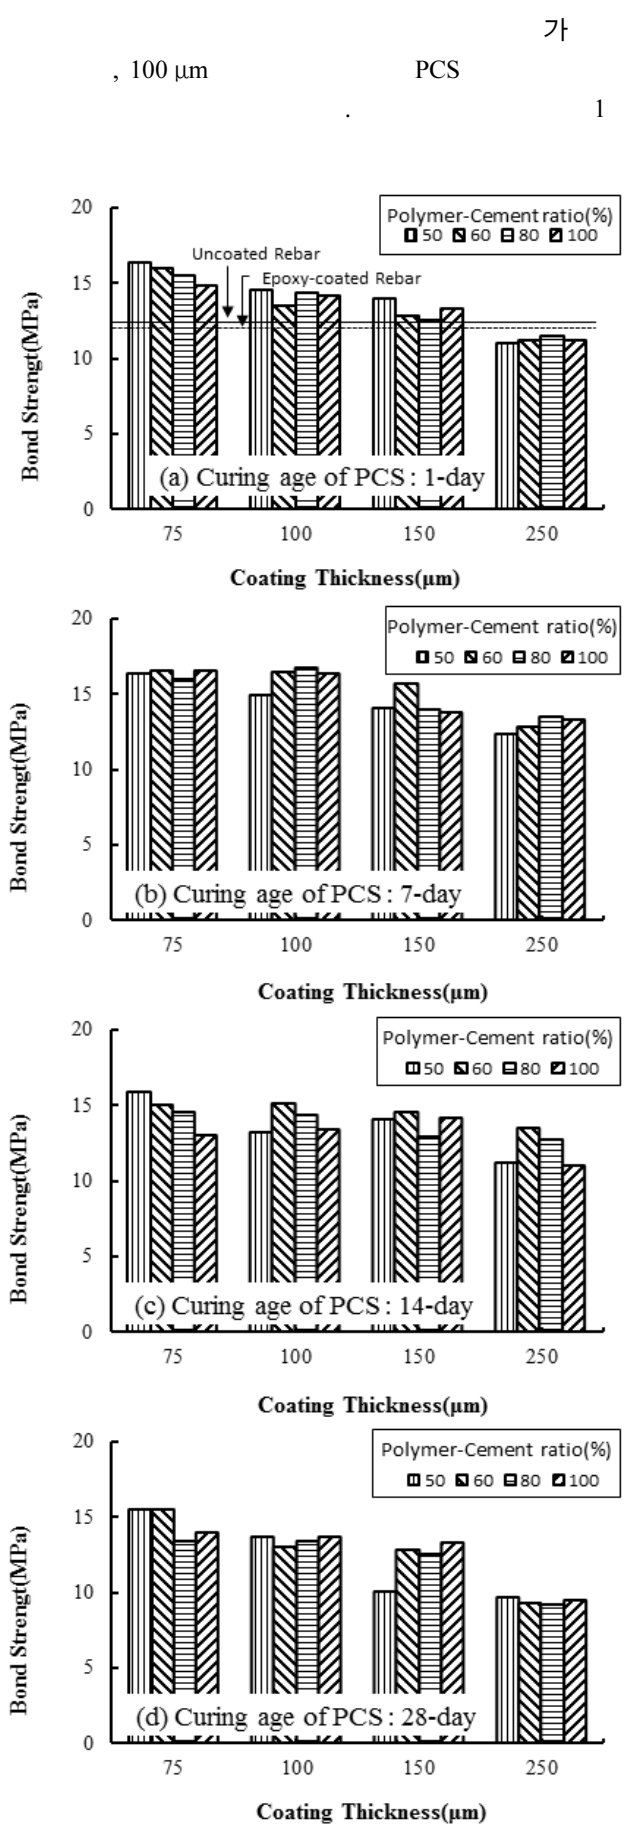 가
, 100 μm PCS
. 1
20
15
10
5
0
Bond Strengt(MPa)
Polymer-Cement ratio(%)
50 60 80 100
Uncoated Rebar
Epoxy-coated Rebar
(a) Curing age of PCS : 1-day
75 100 150 250
Coating Thickness(μm)
20
15
10
5
0
Bond Strengt(MPa)
Polymer-Cement ratio(%)
50 60 80 100
(b) Curing age of PCS : 7-day
75 100 150 250
Coating Thickness(μm)
20
15
10
5
0
Bond Strengt(MPa)
Polymer-Cement ratio(%)
50 60 80 100
(c) Curing age of PCS : 14-day
75 100 150 250
Coating Thickness(μm)
20
15
10
5
0
Bond Strengt(MPa)
Polymer-Cement ratio(%)
50 60 80 100
(d) Curing age of PCS : 28-day
75 100 150 250
Coating Thickness(μm)